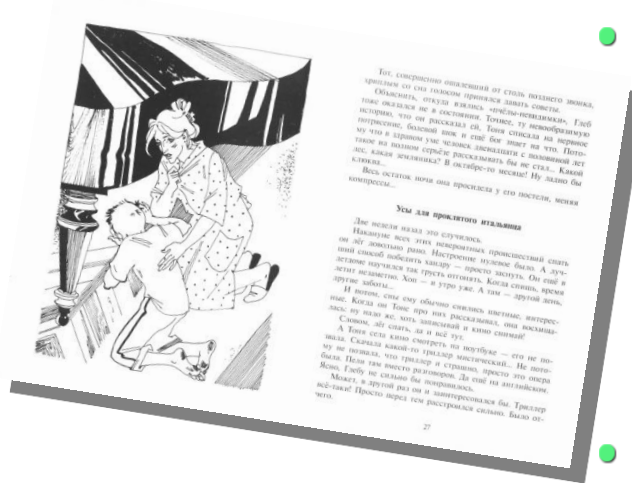 Тот, совершенно ошалевший от столь позднего звонка,
хриплым со сна голосом принялся давать советы.
Объяснить, откуда взялись «пчёлы-невидимки», Глеб
тоже оказался не в состоянии. Точнее, ту невообразимую
историю, что он рассказал ей, Тоня списала на нервное
потрясение, болевой шок и ещё бог знает на что. Пото-
му что в здравом уме человек двенадцати с половиной лет
такое на полном серьёзе рассказывать бы не стал... Какой
лес, какая земляника? В октябре-то месяце! Ну ладно бы
клюква...
Весь остаток ночи она просидела у его постели, меняя
компрессы...
Усы для проклятого итальянца
Две недели назад это случилось.
Накануне всех этих невероятных происшествий спать
он лёг довольно рано. Настроение нулевое было. А луч-
ший способ победить хандру — просто заснуть. Он ещё в
детдоме научился так грусть отгонять. Когда спишь, время
летит незаметно. Хоп — и утро уже. А там — другой день,
другие заботы...
И потом, сны ему обычно снились цветные, интерес-
ные. Когда он Тоне про них рассказывал, она восхища-
лась: ну надо же, хоть записывай и кино снимай!
Словом, лёг спать, да и всё тут.
А Тоня села кино смотреть на ноутбуке — его не по-
звала. Скачала какой-то триллер мистический... Не пото-
му не позвала, что триллер и страшно, просто это опера
была. Пели там вместо разговоров. Да ещё на английском.
Ясно, Глебу не сильно бы понравилось.
Может, в другой раз он и заинтересовался бы. Триллер
всё-таки! Просто перед тем расстроился сильно. Было от-
чего.
27